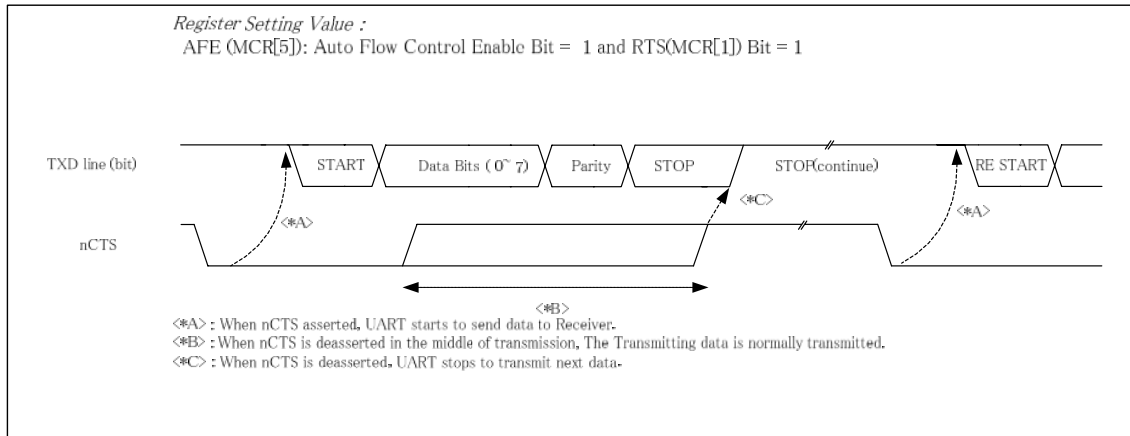 Register Setting Value :
AFE (MCR[5]): Auto Flow Control Enable Bit = 1 and RTS(MCR[1]) Bit = 1
TXD line (bit)
START
Data Bits ( 0~ 7)
Parity
STOP
STOP(continue)
RE START
<*A>
<*C>
<*A>
nCTS
<*B>
<*A> : When nCTS asserted, UART starts to send data to Receiver.
<*B> : When nCTS is deasserted in the middle of transmission, The Transmitting data is normally transmitted.
<*C> : When nCTS is deasserted, UART stops to transmit next data.